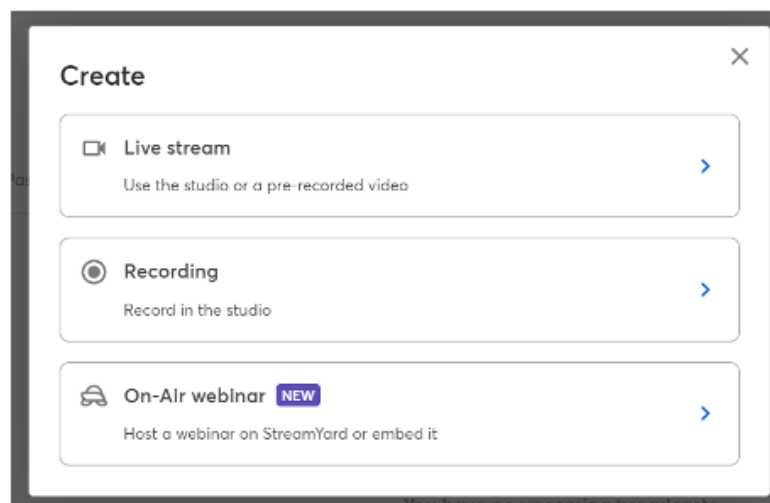 Create
Live stream
Use the studio or a pre-recorded video
Recording
Record in the studio
On-Air webinar NEW
Host a webinar on StreamYard or embed it